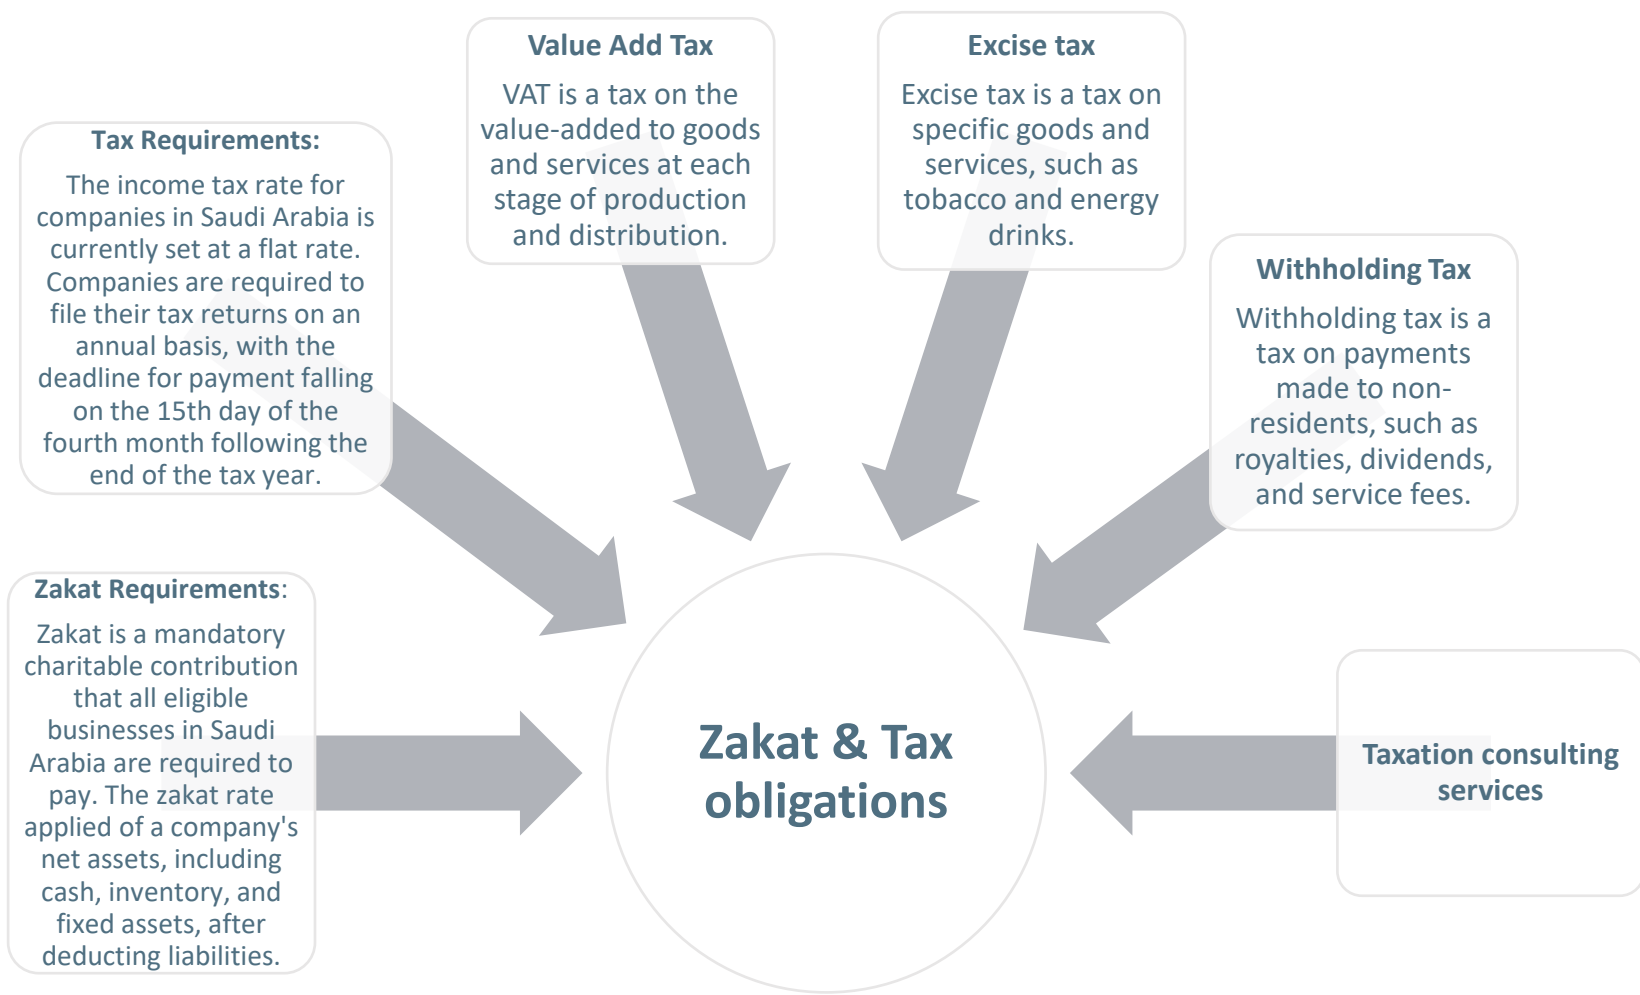 Value Add Tax
VAT is a tax on the
value-added to goods
and services at each
stage of production
and distribution.
Excise tax
Excise tax is a tax on
specific goods and
services, such as
tobacco and energy
drinks.
Tax Requirements:
The income tax rate for
companies in Saudi Arabia is
currently set at a flat rate.
Companies are required to
file their tax returns on an
annual basis, with the
deadline for payment falling
on the 15th day of the
fourth month following the
end of the tax year.
Withholding Tax
Withholding tax is a
tax on payments
made to non-
residents, such as
royalties, dividends,
and service fees.
Zakat Requirements:
Zakat is a mandatory
charitable contribution
that all eligible
businesses in Saudi
Arabia are required to
pay. The zakat rate
applied of a company's
net assets, including
cash, inventory, and
fixed assets, after
deducting liabilities.
Zakat & Tax
obligations
Taxation consulting
services